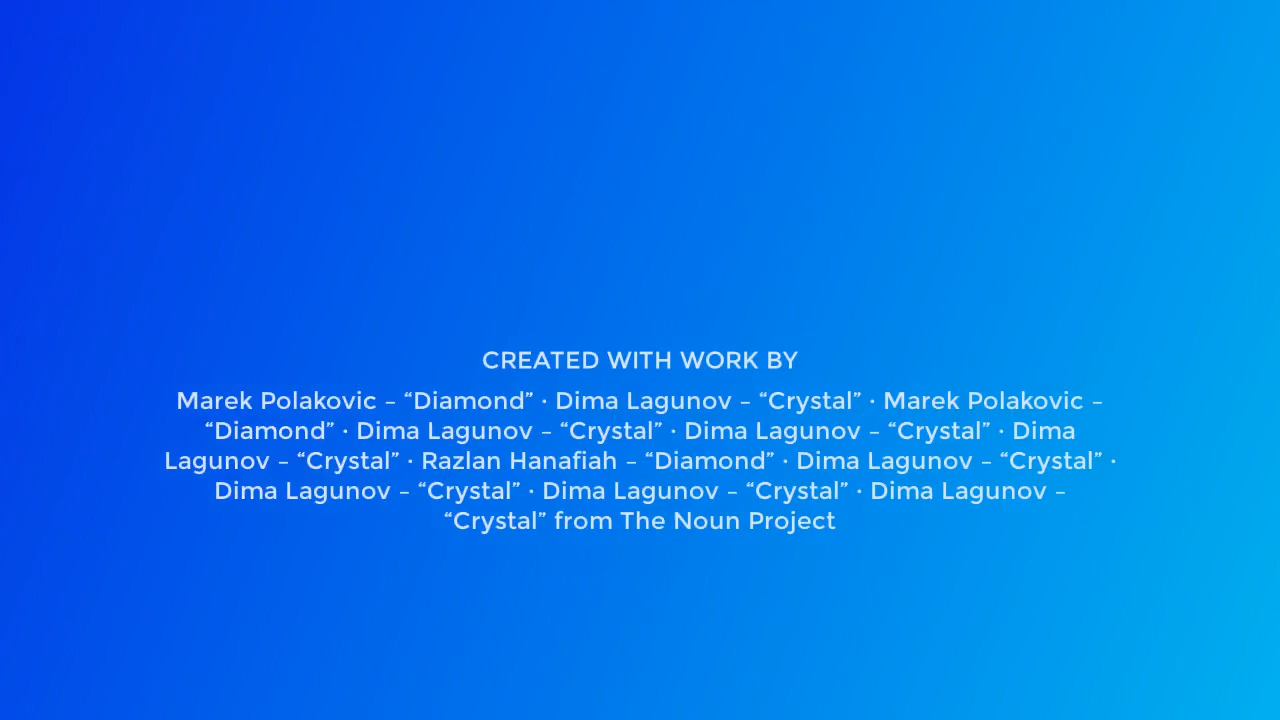 CREATED WITH WORK BY
Marek Polakovic – “Diamond” · Dima Lagunov – “Crystal” · Marek Polakovic –
“Diamond” · Dima Lagunov – “Crystal” · Dima Lagunov – “Crystal” · Dima
Lagunov – “Crystal” · Razlan Hanafiah – “Diamond” · Dima Lagunov – “Crystal” ·
Dima Lagunov – “Crystal” · Dima Lagunov – “Crystal” · Dima Lagunov –
“Crystal” from The Noun Project